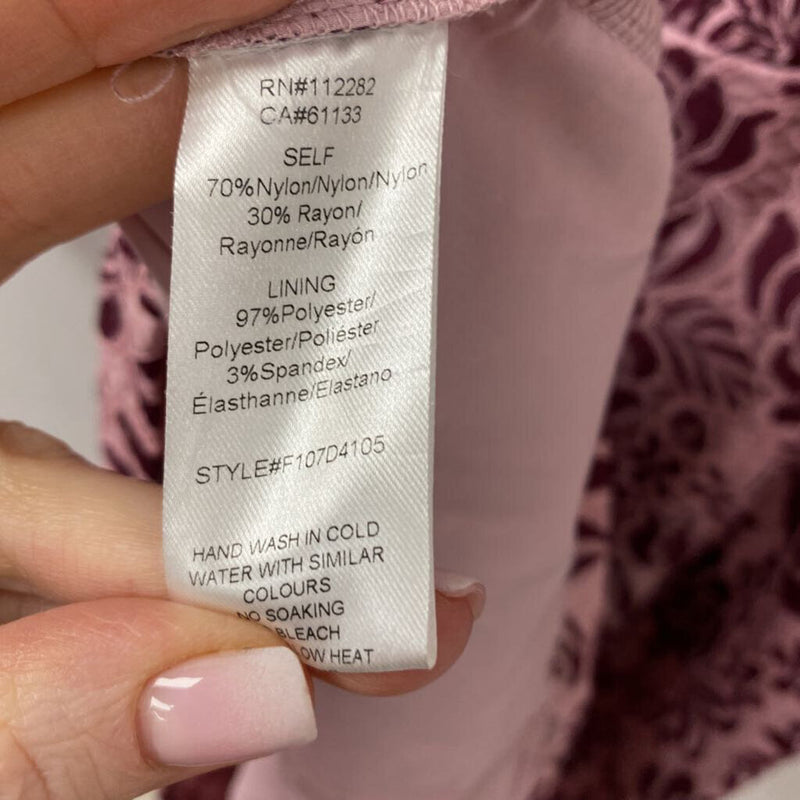 RN#112282
CA#61133
SELF
70%Nylon/Nylon/Nylon
30% Rayon/
Rayonne/Rayón
LINING
97%Polyester/
Polyester/Poliéster
3%Spandex/
Élasthanne/Elastano
STYLE#F107D4105
HAND WASH IN COLD
WATER WITH SIMILAR
COLOURS
NO SOAKING
BLEACH
OW HEAT